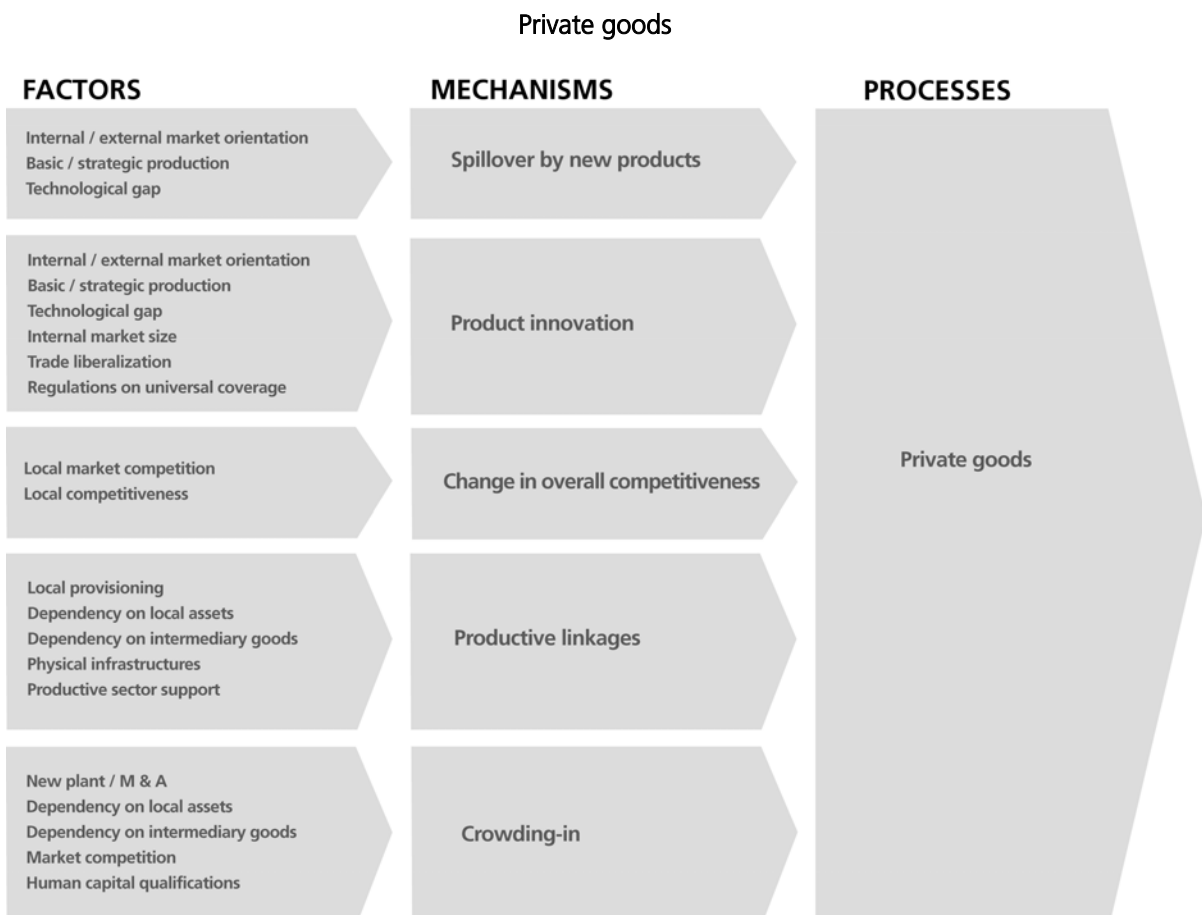 Private goods
FACTORS
MECHANISMS
PROCESSES
Internal / external market orientation
Basic / strategic production
Technological gap
Spillover by new products
Internal / external market orientation
Basic / strategic production
Technological gap
Internal market size
Trade liberalization
Regulations on universal coverage
Product innovation
Local market competition
Local competitiveness
Change in overall competitiveness
Local provisioning
Dependency on local assets
Dependency on intermediary goods
Physical infrastructures
Productive sector support
Productive linkages
New plant / M & A
Dependency on local assets
Dependency on intermediary goods
Market competition
Human capital qualifications
Crowding-in
Private goods